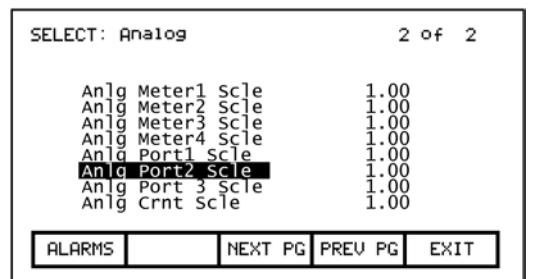 SELECT: Analog 2 of 2
Anlg Meter1 Scle 1.00
Anlg Meter2 Scle 1.00
Anlg Meter3 Scle 1.00
Anlg Meter4 Scle 1.00
Anlg Port1 Scle 1.00
Anlg Port2 Scle 1.00
Anlg Port 3 Scle 1.00
Anlg Crnt Scle 1.00
ALARMS NEXT PG PREV PG EXIT